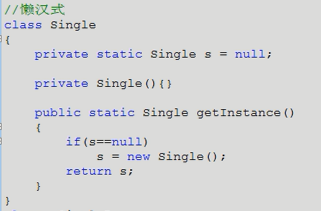 //懒汉式
class Single
{
    private static Single s = null;
    private Single(){}
    public static Single getInstance()
    {
        if(s==null)
            s = new Single();
        return s;
    }
}